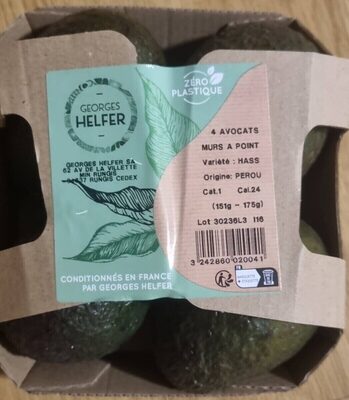 GEORGES
HELFER
GEORGES HELFER SA
62 AV DE LA VILLETTE
MIN RUNGIS
94637 RUNGIS CEDEX
CONDITIONNÉS EN FRANCE
PAR GEORGES HELFER
ZÉRO
PLASTIQUE
4 AVOCATS
MURS A POINT
Variété : HASS
Origine: PEROU
Cat.1 Cal.24
(151g - 175g)
Lot 30236L3 I16
3 242860 020041